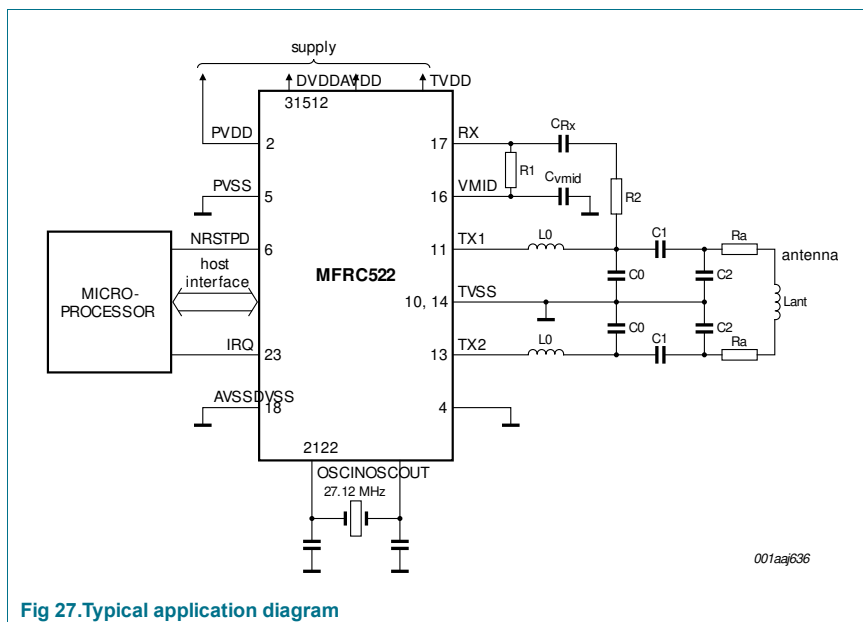 supply
DVDDAVDD TVDD
31512
PVDD
2
17 RX
CRx
R1
PVSS
5
16 VMID
Cvmid
R2
NRSTPD
6
11 TX1
L0
C1
Ra
antenna
MICRO-
PROCESSOR
host
interface
MFRC522
C0
C2
10, 14 TVSS
Lant
C0
C2
IRQ
23
13 TX2
L0
C1
Ra
AVSSDVSS
18
4
2122
OSCINOSCOUT
27.12 MHz
001aaj636
Fig 27.Typical application diagram